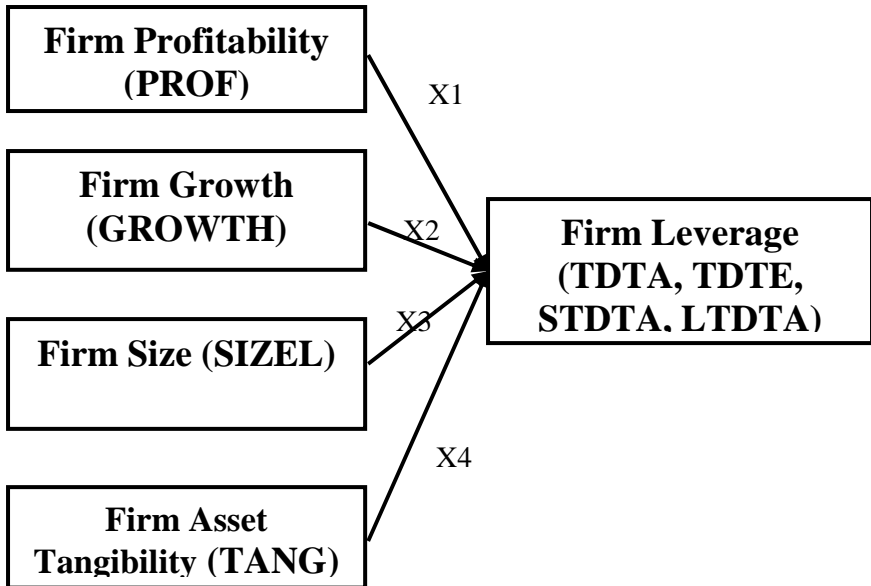 Firm Profitability
(PROF)
X1
Firm Growth
(GROWTH)
X2
Firm Leverage
(TDTA, TDTE,
STDTA, LTDTA)
X3
Firm Size (SIZEL)
X4
Firm Asset
Tangibility (TANG)